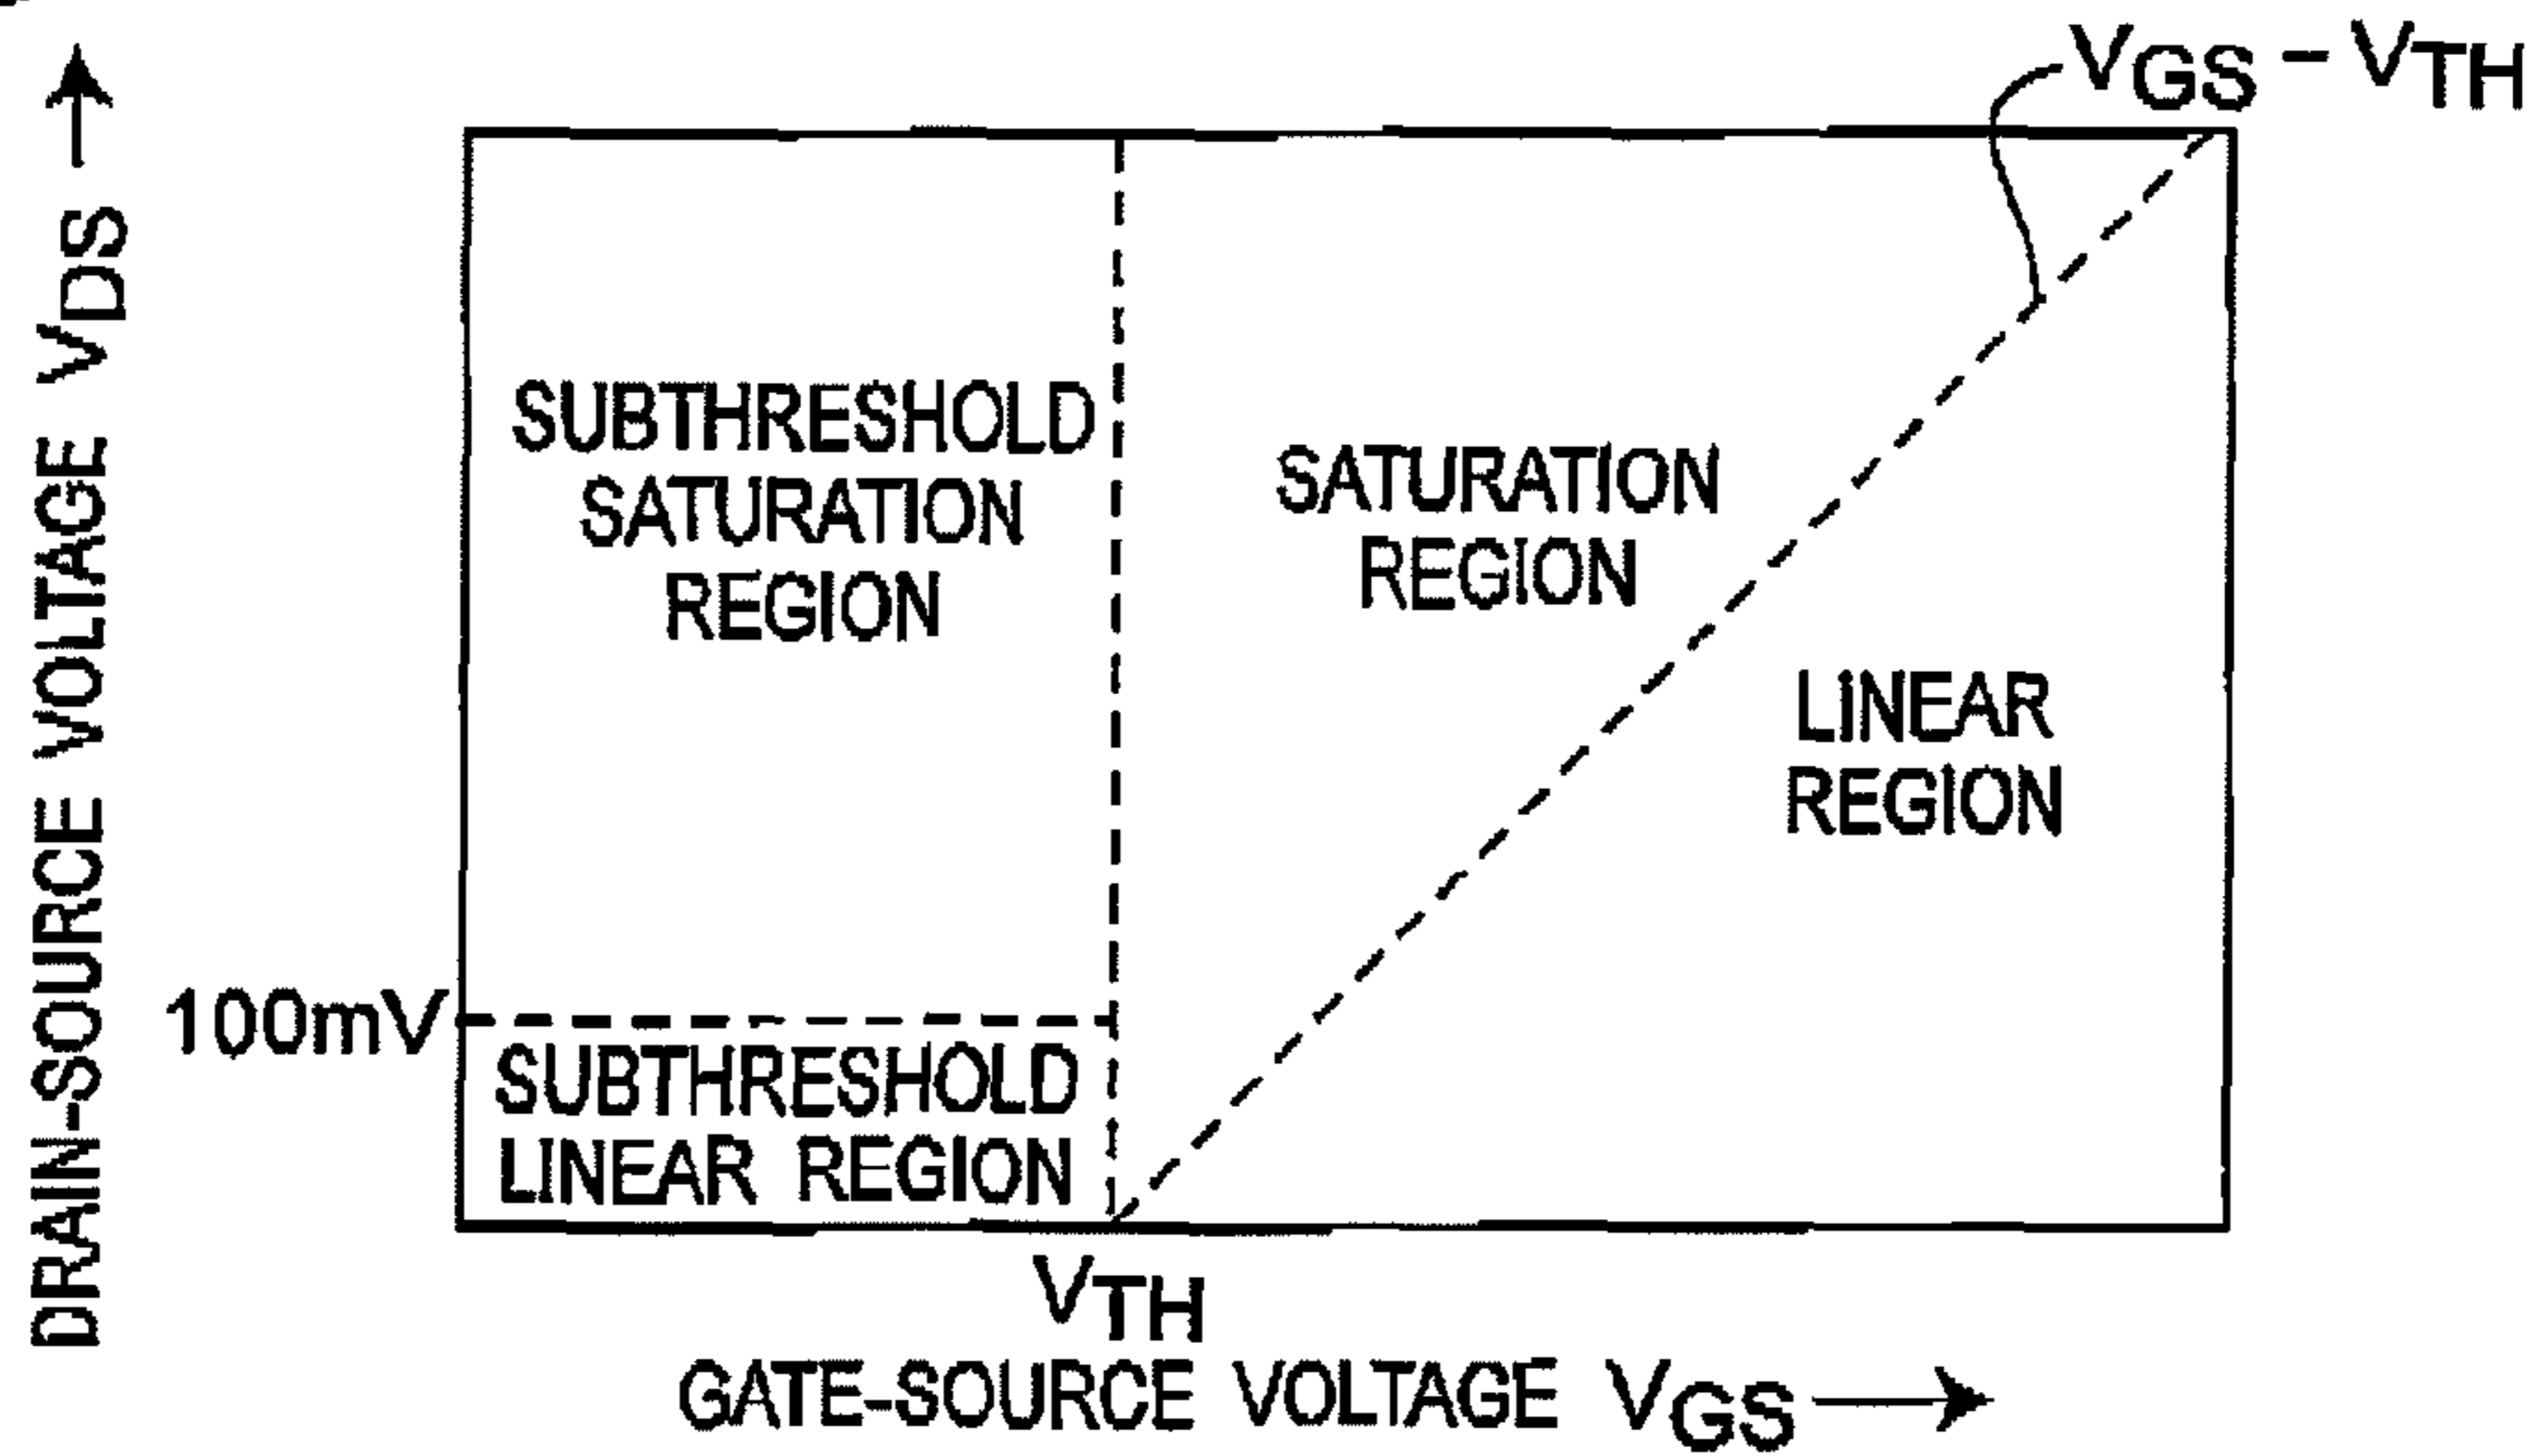 VGS – VTH
DRAIN-SOURCE VOLTAGE VDS
SUBTHRESHOLD
SATURATION
REGION
SATURATION
REGION
LINEAR
REGION
100mV
SUBTHRESHOLD
LINEAR REGION
VTH
GATE-SOURCE VOLTAGE VGS